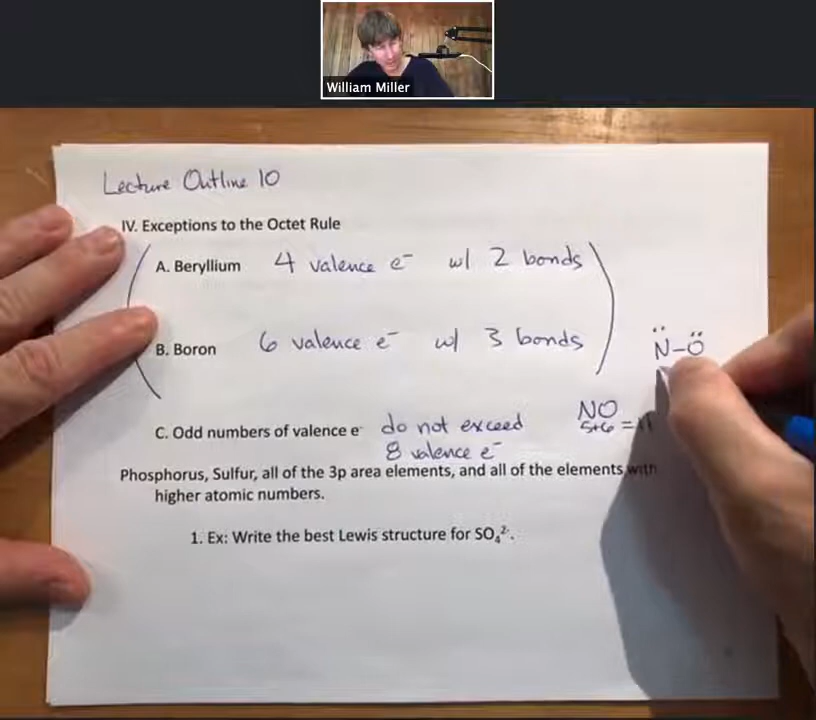 William Miller
Lecture Outline 10
IV. Exceptions to the Octet Rule
A. Beryllium 4 valence e⁻ w/ 2 bonds
B. Boron 6 valence e⁻ w/ 3 bonds
N̈–Ö
C. Odd numbers of valence e⁻ do not exceed
8 valence e⁻
NO
5+6 = 11
Phosphorus, Sulfur, all of the 3p area elements, and all of the elements with
higher atomic numbers.
1. Ex: Write the best Lewis structure for SO₄²⁻.